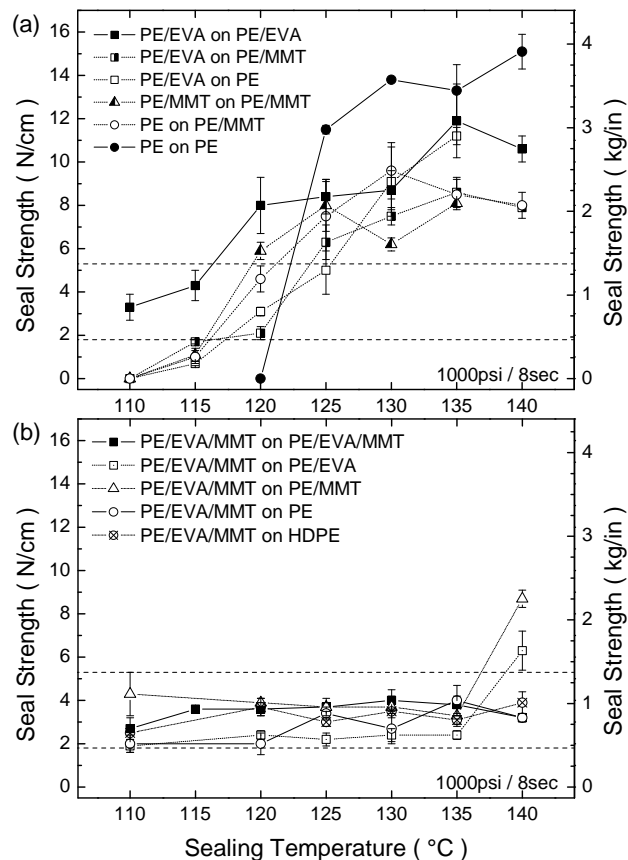 (a)
PE/EVA on PE/EVA
PE/EVA on PE/MMT
PE/EVA on PE
PE/MMT on PE/MMT
PE on PE/MMT
PE on PE
16
14
12
10
8
6
4
2
0
Seal Strength ( N/cm )
4
3
2
1
0
Seal Strength ( kg/in )
1000psi / 8sec
110 115 120 125 130 135 140
(b)
PE/EVA/MMT on PE/EVA/MMT
PE/EVA/MMT on PE/EVA
PE/EVA/MMT on PE/MMT
PE/EVA/MMT on PE
PE/EVA/MMT on HDPE
16
14
12
10
8
6
4
2
0
Seal Strength ( N/cm )
4
3
2
1
0
Seal Strength ( kg/in )
1000psi / 8sec
110 115 120 125 130 135 140
Sealing Temperature ( °C )